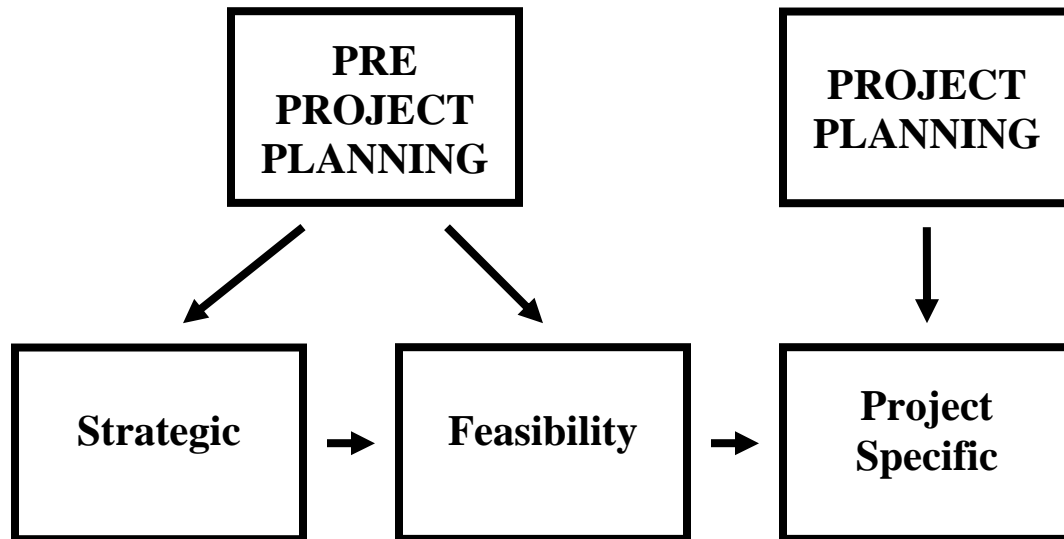 PRE
PROJECT
PLANNING
PROJECT
PLANNING
Strategic
Feasibility
Project
Specific